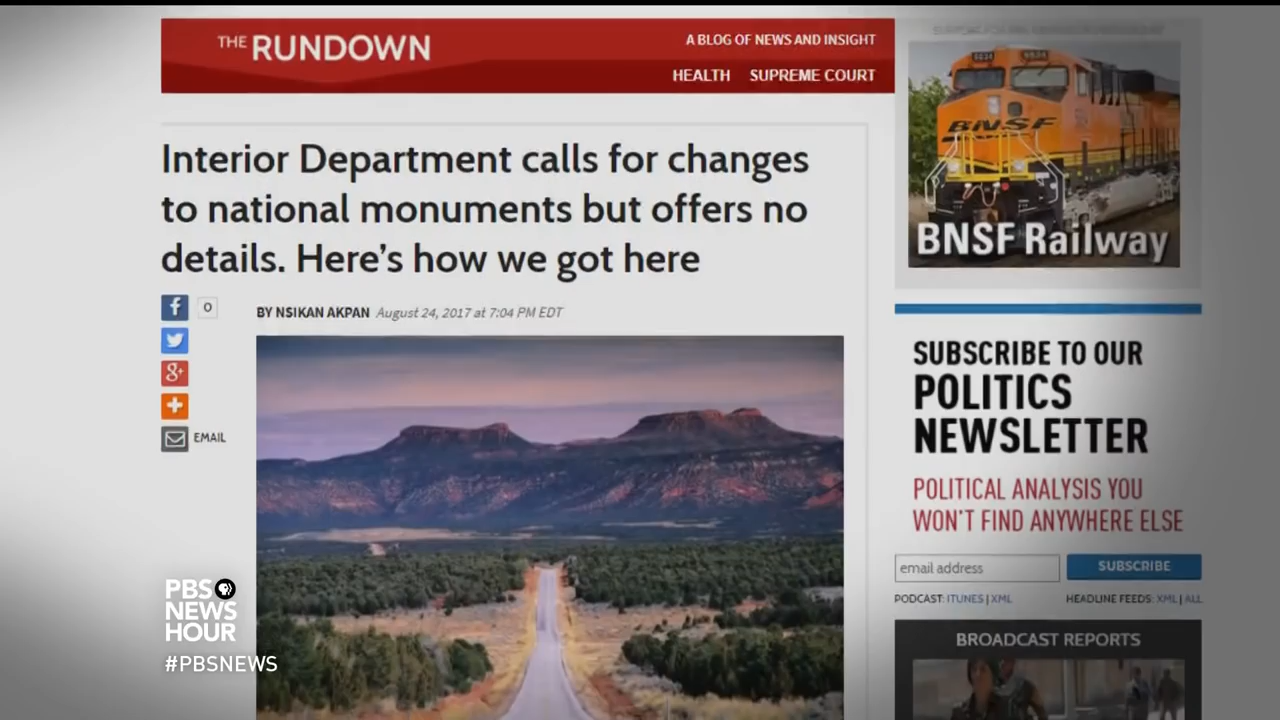 THE RUNDOWN
A BLOG OF NEWS AND INSIGHT
HEALTH SUPREME COURT
Interior Department calls for changes
to national monuments but offers no
details. Here's how we got here
0
BY NSIKAN AKPAN August 24, 2017 at 7:04 PM EDT
EMAIL
BNSF
BNSF Railway
SUBSCRIBE TO OUR
POLITICS
NEWSLETTER
POLITICAL ANALYSIS YOU
WON'T FIND ANYWHERE ELSE
email address
SUBSCRIBE
PODCAST: ITUNES | XML
HEADLINE FEEDS: XML | ALL
BROADCAST REPORTS
PBS
NEWS
HOUR
#PBSNEWS